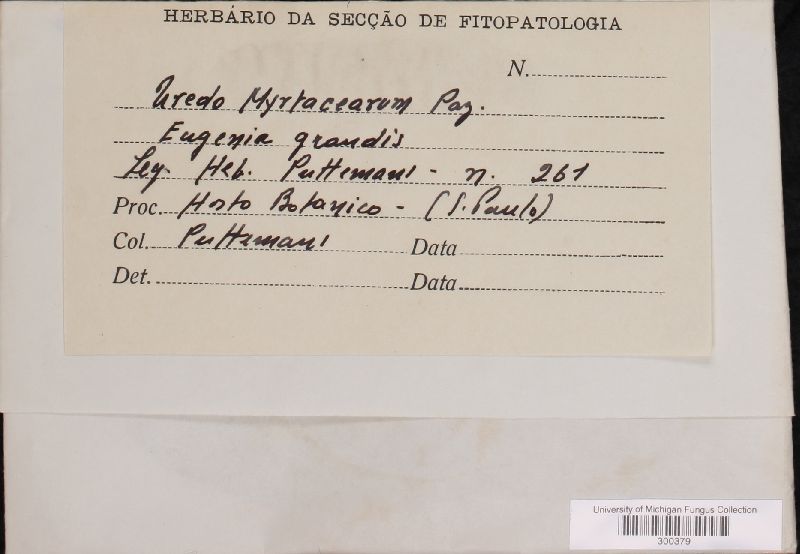 HERBÁRIO DA SECÇÃO DE FITOPATOLOGIA
N.
Uredo Myrtacearum Paz.
Eugenia grandis
Leg. Heb. Puttemans - n. 261
Proc. Horto Botanico - (S. Paulo)
Col. Puttemans Data
Det. Data
University of Michigan Fungus Collection
300379